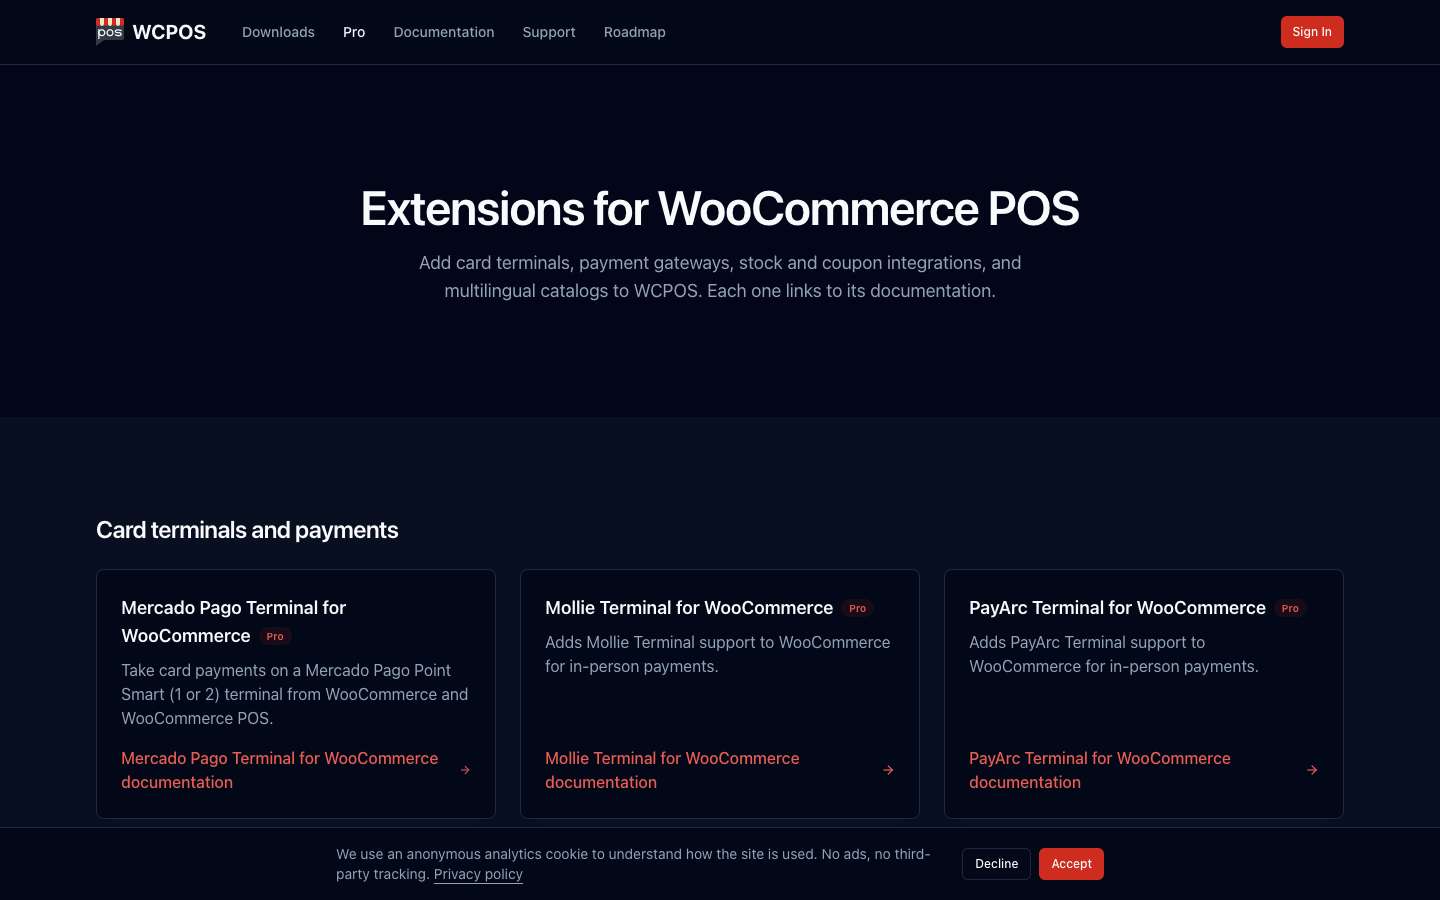 pos WCPOS Downloads Pro Documentation Support Roadmap Sign In
Extensions for WooCommerce POS
Add card terminals, payment gateways, stock and coupon integrations, and
multilingual catalogs to WCPOS. Each one links to its documentation.
Card terminals and payments
Mercado Pago Terminal for
WooCommerce Pro
Take card payments on a Mercado Pago Point
Smart (1 or 2) terminal from WooCommerce and
WooCommerce POS.
Mercado Pago Terminal for WooCommerce
documentation →
Mollie Terminal for WooCommerce Pro
Adds Mollie Terminal support to WooCommerce
for in-person payments.
Mollie Terminal for WooCommerce
documentation →
PayArc Terminal for WooCommerce Pro
Adds PayArc Terminal support to
WooCommerce for in-person payments.
PayArc Terminal for WooCommerce
documentation →
We use an anonymous analytics cookie to understand how the site is used. No ads, no third-
party tracking. Privacy policy
Decline Accept